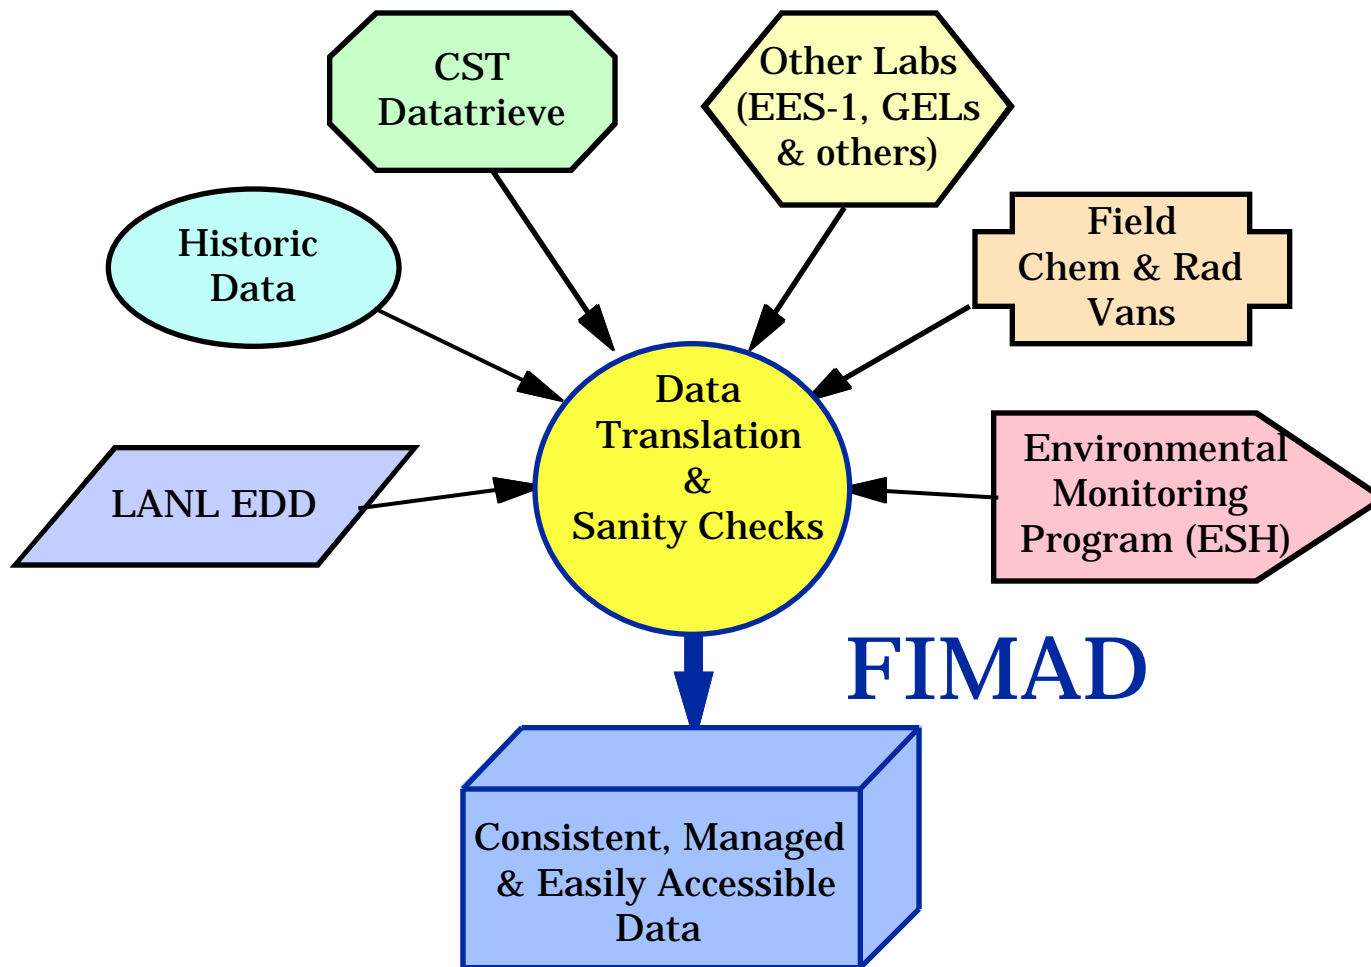 CST
Datatrieve
Other Labs
(EES-1, GELs
& others)
Historic
Data
Field
Chem & Rad
Vans
LANL EDD
Data
Translation
&
Sanity Checks
Environmental
Monitoring
Program (ESH)
FIMAD
Consistent, Managed
& Easily Accessible
Data